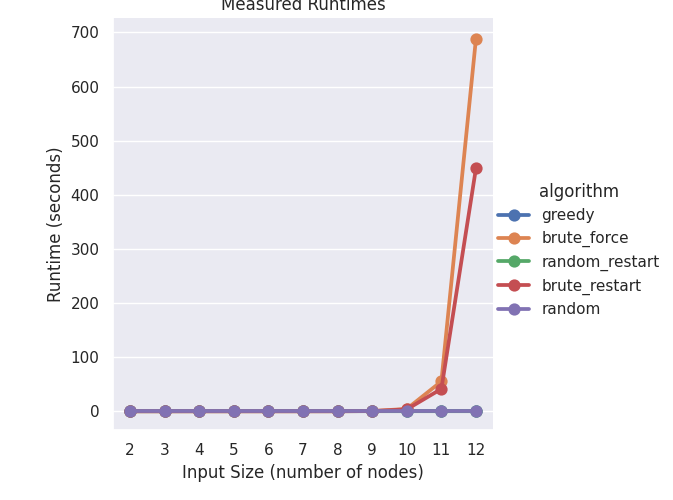 Measured Runtimes
700
600
500
400
300
200
100
0
Runtime (seconds)
2 3 4 5 6 7 8 9 10 11 12
Input Size (number of nodes)
algorithm
greedy
brute_force
random_restart
brute_restart
random